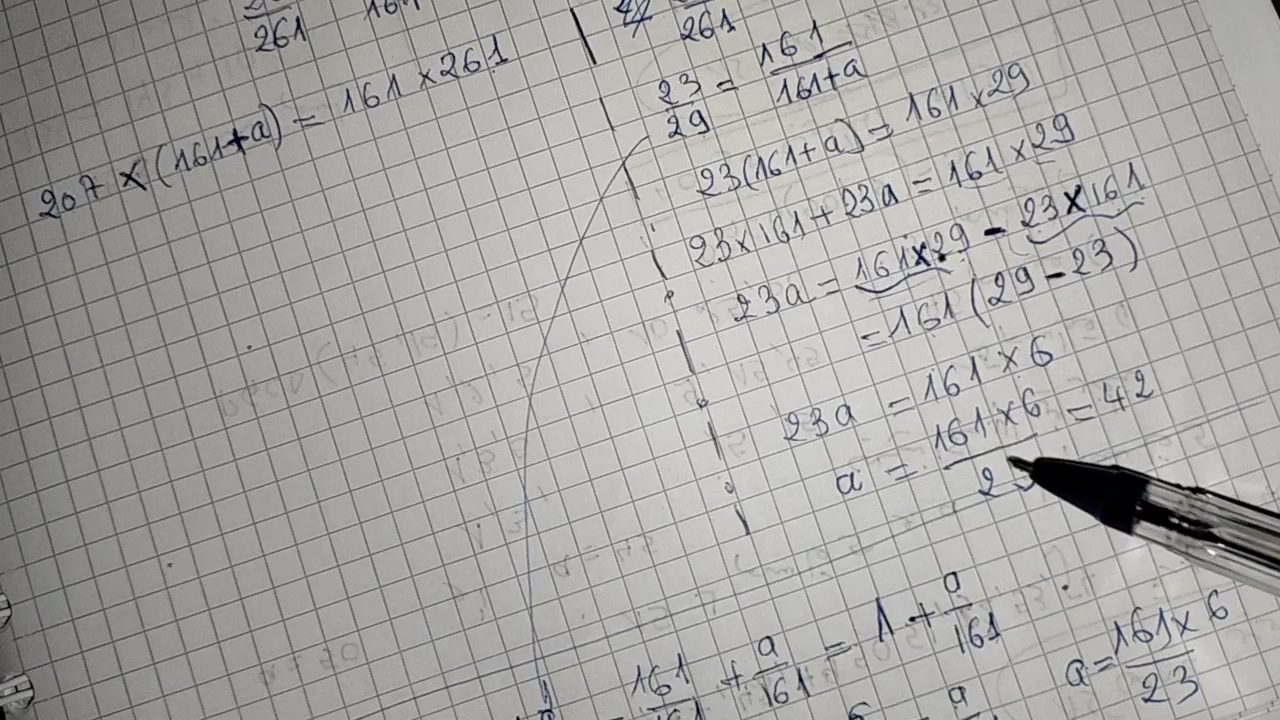 261
207 × (161+a) = 161 × 261
261
23/29 = 161/161+a
23(161+a) = 161 × 29
23×161+23a = 161 × 29
23a = 161×29 - 23×161
= 161(29-23)
23a = 161 × 6
a = 161×6/23 = 42
161/161 + a/161 = 1 + a/161
a = 161×6/23
6 a